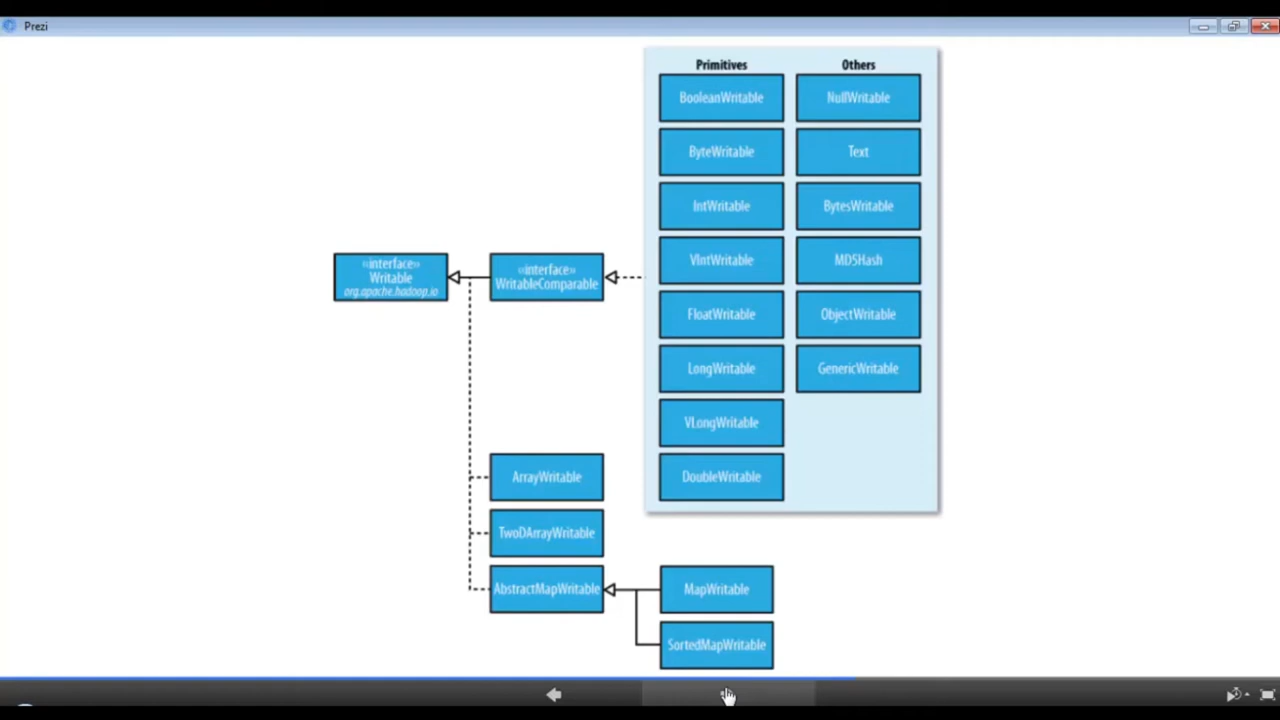 Prezi
Primitives
Others
BooleanWritable
NullWritable
ByteWritable
Text
IntWritable
BytesWritable
«interface»
Writable
org.apache.hadoop.io
«interface»
WritableComparable
VIntWritable
MD5Hash
FloatWritable
ObjectWritable
LongWritable
GenericWritable
VLongWritable
ArrayWritable
DoubleWritable
TwoDArrayWritable
AbstractMapWritable
MapWritable
SortedMapWritable